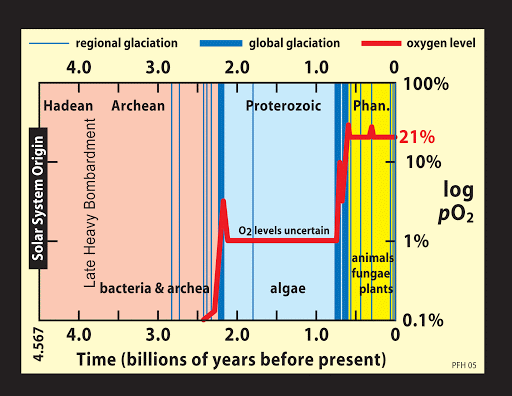 regional glaciation global glaciation oxygen level
4.0 3.0 2.0 1.0 0
100%
Hadean Archean Proterozoic Phan.
21%
10%
Solar System Origin
Late Heavy Bombardment
log
pO2
O2 levels uncertain
1%
animals
fungae
plants
bacteria & archea
algae
0.1%
4.567
4.0 3.0 2.0 1.0 0
Time (billions of years before present)
PFH 05